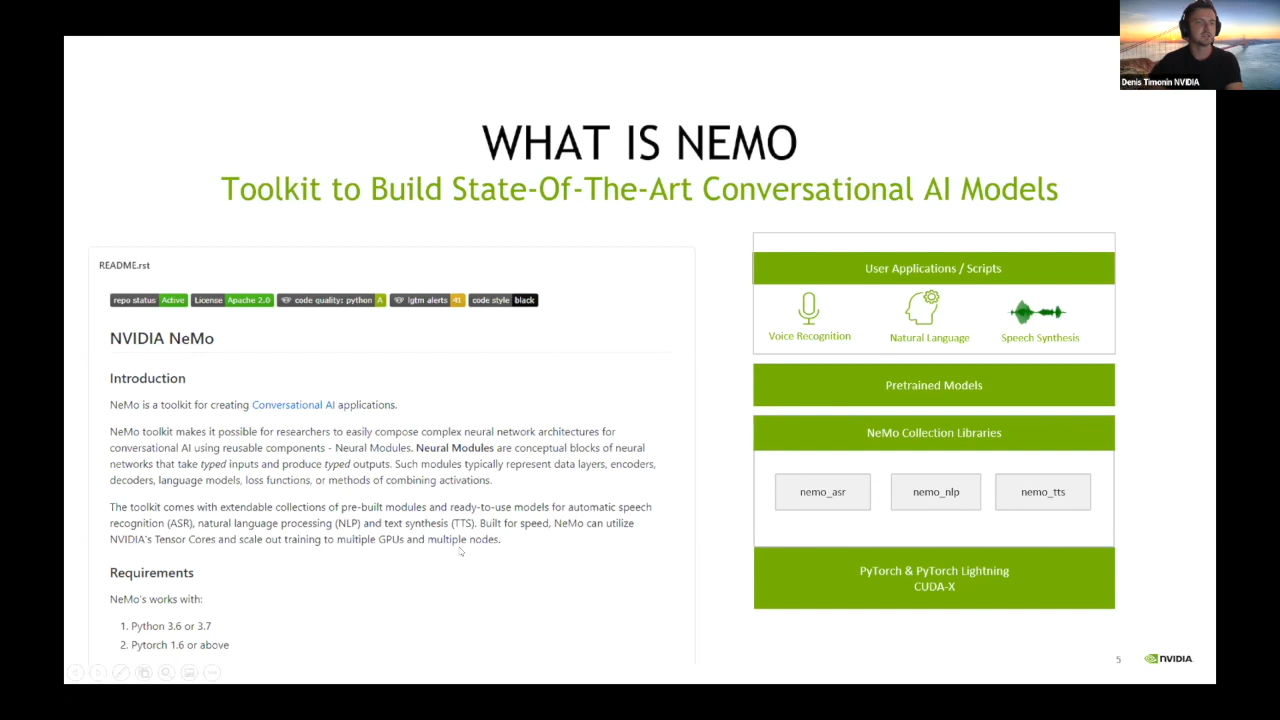 Denis Timonin NVIDIA
WHAT IS NEMO
Toolkit to Build State-Of-The-Art Conversational AI Models
README.rst
repo status Active License Apache 2.0 code quality: python A lgtm alerts 41 code style black
NVIDIA NeMo
Introduction
NeMo is a toolkit for creating Conversational AI applications.
NeMo toolkit makes it possible for researchers to easily compose complex neural network architectures for
conversational AI using reusable components - Neural Modules. Neural Modules are conceptual blocks of neural
networks that take typed inputs and produce typed outputs. Such modules typically represent data layers, encoders,
decoders, language models, loss functions, or methods of combining activations.
The toolkit comes with extendable collections of pre-built modules and ready-to-use models for automatic speech
recognition (ASR), natural language processing (NLP) and text synthesis (TTS). Built for speed, NeMo can utilize
NVIDIA's Tensor Cores and scale out training to multiple GPUs and multiple nodes.
Requirements
NeMo's works with:
1. Python 3.6 or 3.7
2. Pytorch 1.6 or above
User Applications / Scripts
Voice Recognition Natural Language Speech Synthesis
Pretrained Models
NeMo Collection Libraries
nemo_asr nemo_nlp nemo_tts
PyTorch & PyTorch Lightning
CUDA-X
5 NVIDIA